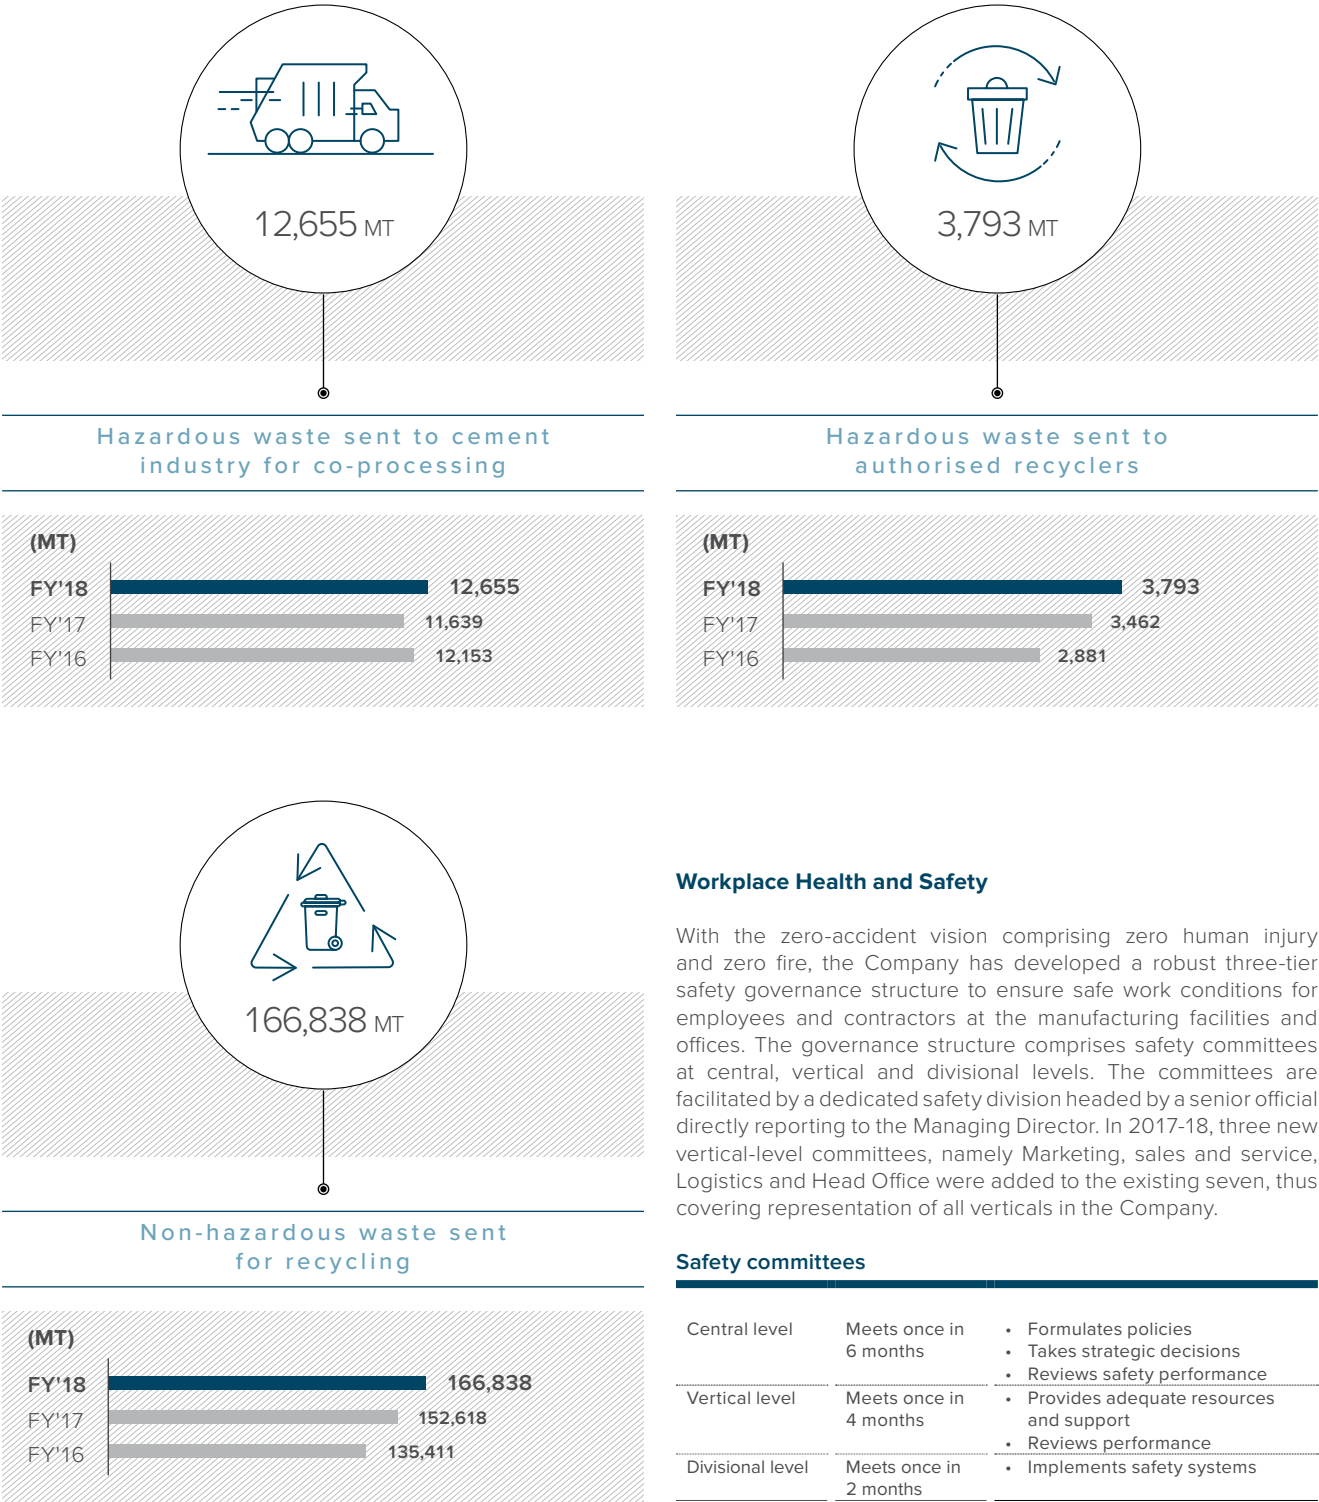 12,655 MT
Hazardous waste sent to cement
industry for co-processing
(MT)
FY'18 12,655
FY'17 11,639
FY'16 12,153
3,793 MT
Hazardous waste sent to
authorised recyclers
(MT)
FY'18 3,793
FY'17 3,462
FY'16 2,881
166,838 MT
Non-hazardous waste sent
for recycling
(MT)
FY'18 166,838
FY'17 152,618
FY'16 135,411
Workplace Health and Safety
With the zero-accident vision comprising zero human injury
and zero fire, the Company has developed a robust three-tier
safety governance structure to ensure safe work conditions for
employees and contractors at the manufacturing facilities and
offices. The governance structure comprises safety committees
at central, vertical and divisional levels. The committees are
facilitated by a dedicated safety division headed by a senior official
directly reporting to the Managing Director. In 2017-18, three new
vertical-level committees, namely Marketing, sales and service,
Logistics and Head Office were added to the existing seven, thus
covering representation of all verticals in the Company.
Safety committees
Central level Meets once in • Formulates policies
6 months • Takes strategic decisions
• Reviews safety performance
Vertical level Meets once in • Provides adequate resources
4 months and support
• Reviews performance
Divisional level Meets once in • Implements safety systems
2 months